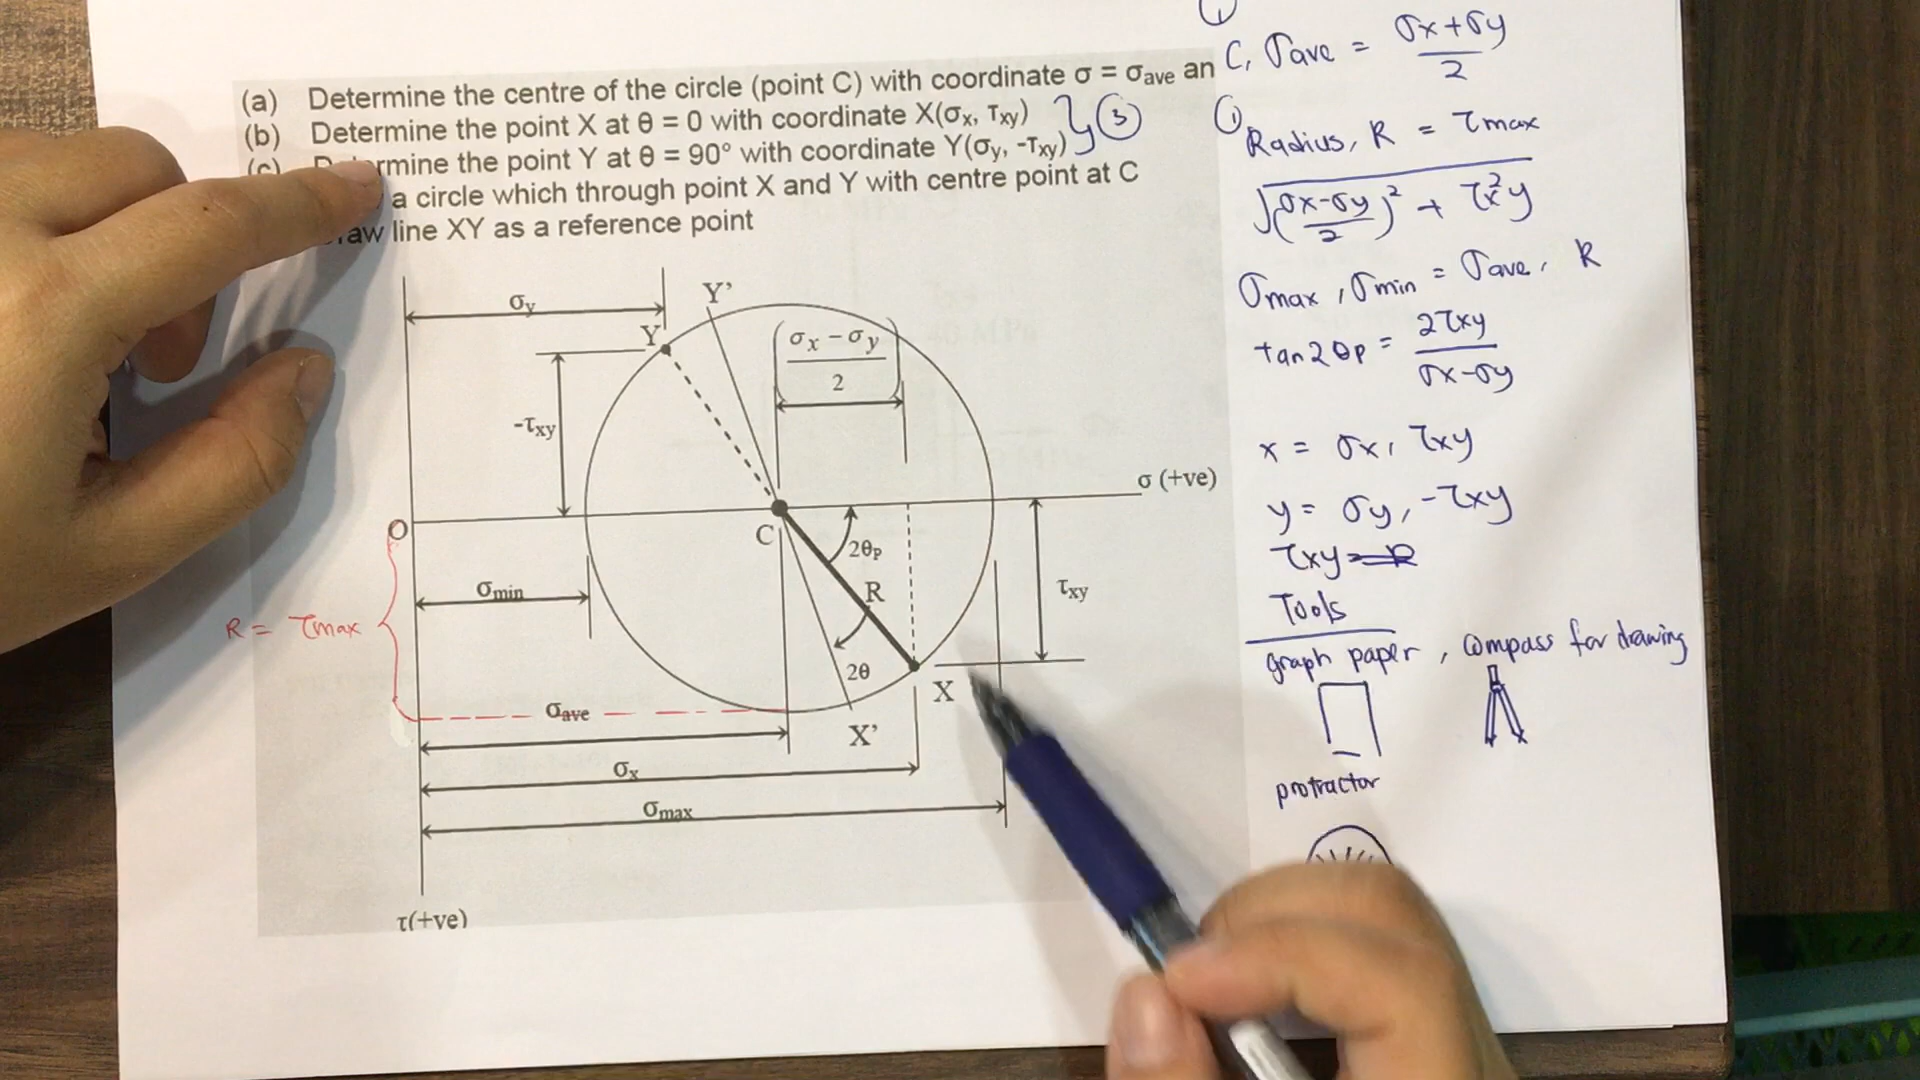 (a) Determine the centre of the circle (point C) with coordinate σ = σave an
(b) Determine the point X at θ = 0 with coordinate X(σx, τxy)
3
(c) rmine the point Y at θ = 90° with coordinate Y(σy, -τxy)
a circle which through point X and Y with centre point at C
line XY as a reference point
σy
Y'
Y
(σx - σy / 2)
-τxy
σ (+ve)
O
C
2θp
σmin
R
τxy
R = τmax
2θ
X
σave
X'
σx
σmax
τ(+ve)
1
C, σave = σx+σy / 2
1
Radius, R = τmax
√(σx-σy / 2)² + τ²xy
σmax, σmin = σave, R
tan2θp = 2τxy / σx-σy
x = σx, τxy
y = σy, -τxy
τxy = R
Tools
graph paper, compass for drawing
protractor